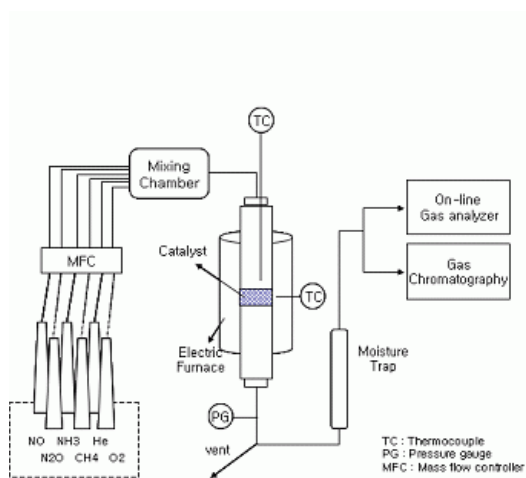 TC
Mixing
Chamber
On-line
Gas analyzer
MFC
Catalyst
Gas
Chromatography
TC
Electric
Furnace
Moisture
Trap
PG
NO NH3 He
N2O CH4 O2
vent
TC : Thermocouple
PG : Pressure gauge
MFC : Mass flow controller